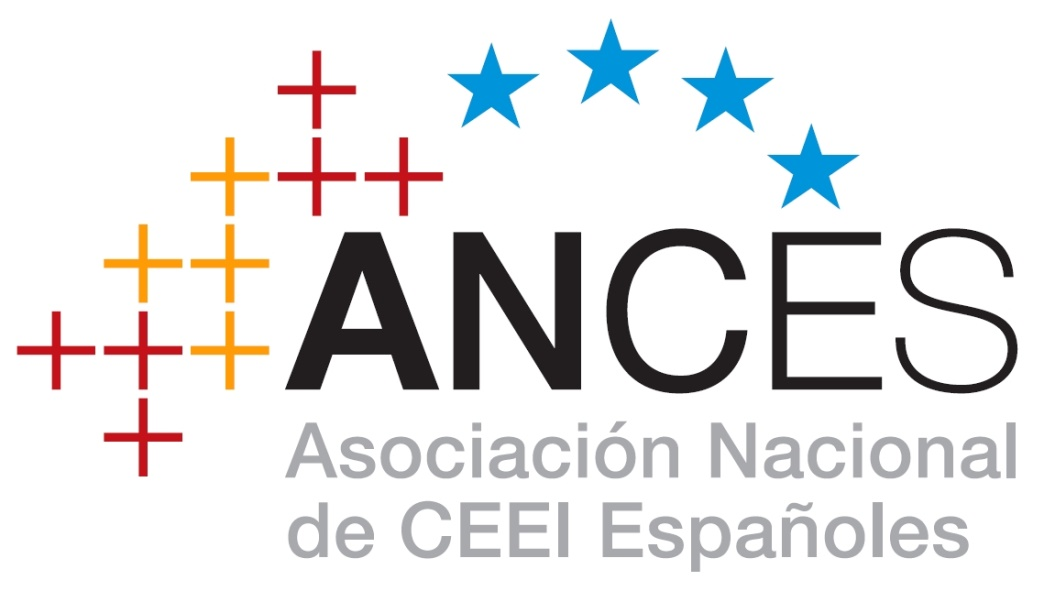 ANCES
Asociación Nacional
de CEEI Españoles